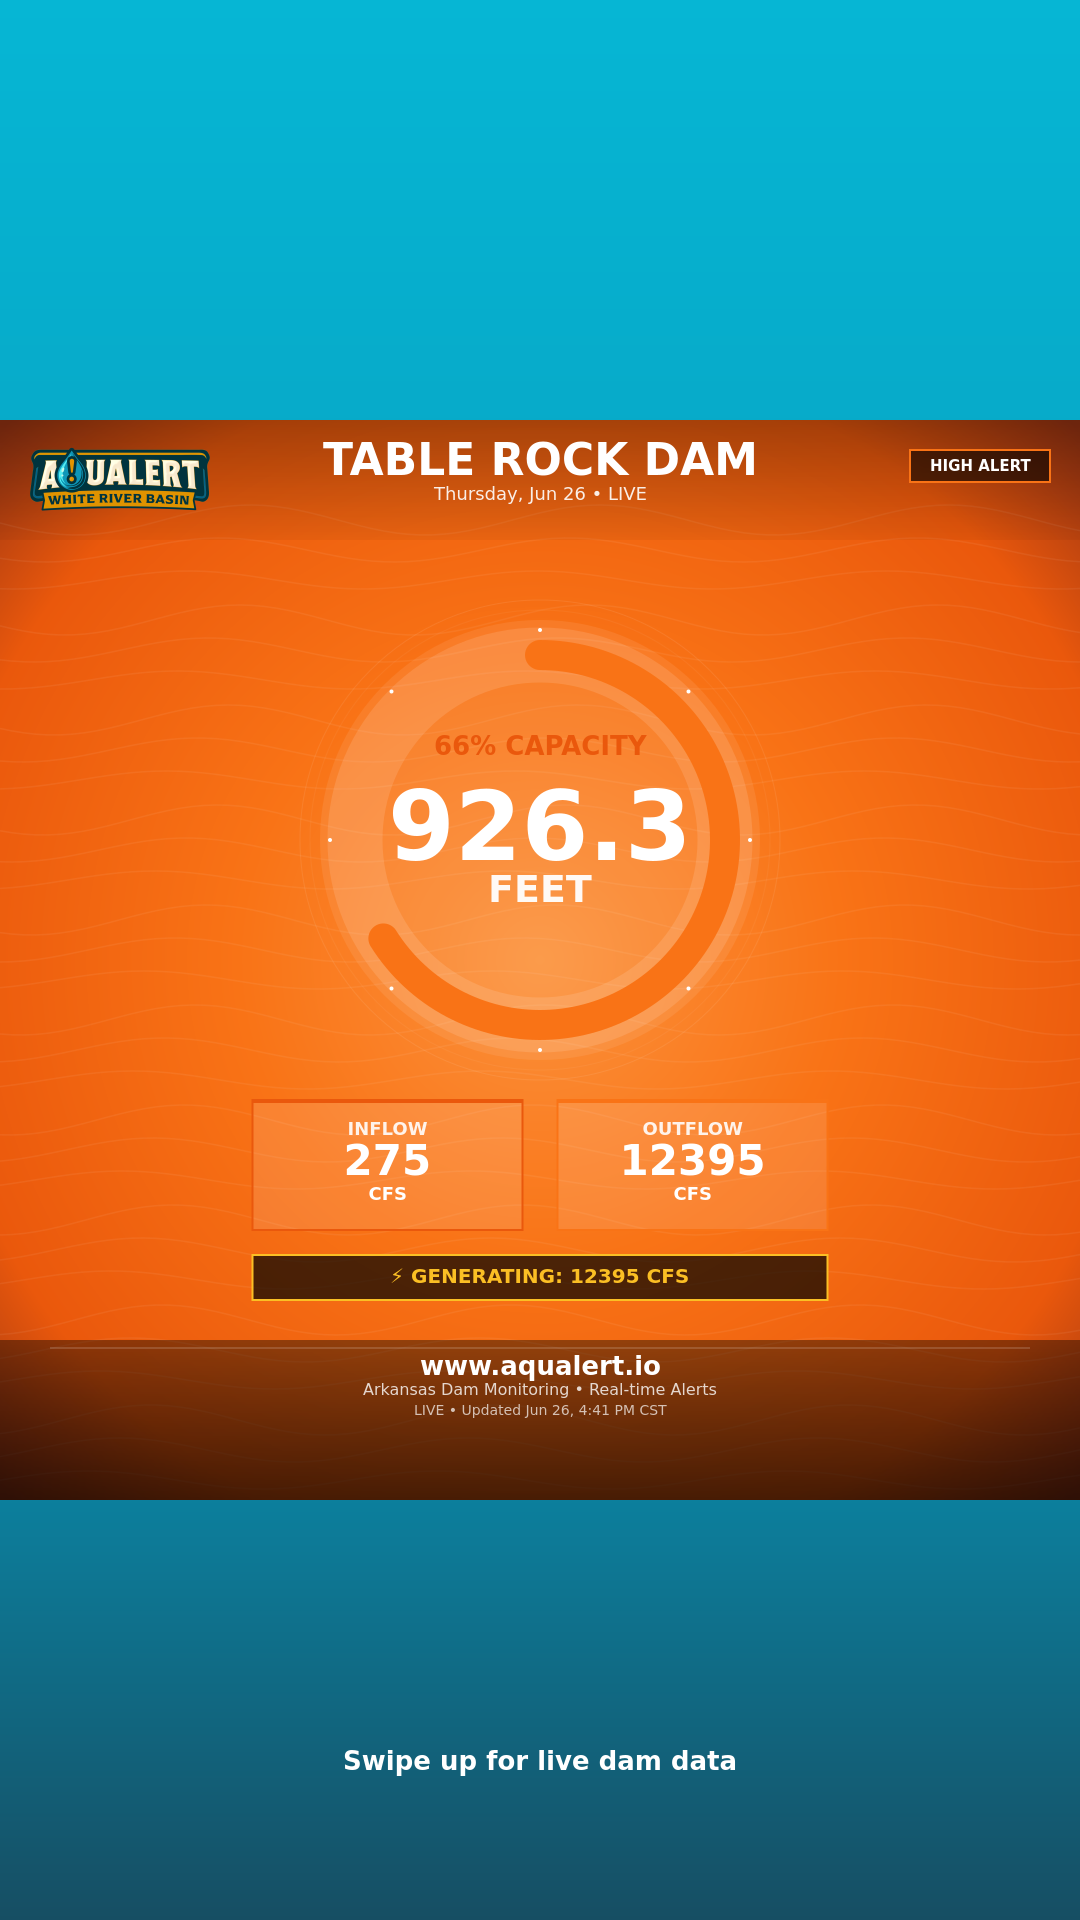 AQUALERT
WHITE RIVER BASIN
TABLE ROCK DAM
Thursday, Jun 26 • LIVE
HIGH ALERT
66% CAPACITY
926.3
FEET
INFLOW
275
CFS
OUTFLOW
12395
CFS
⚡ GENERATING: 12395 CFS
www.aqualert.io
Arkansas Dam Monitoring • Real-time Alerts
LIVE • Updated Jun 26, 4:41 PM CST
Swipe up for live dam data